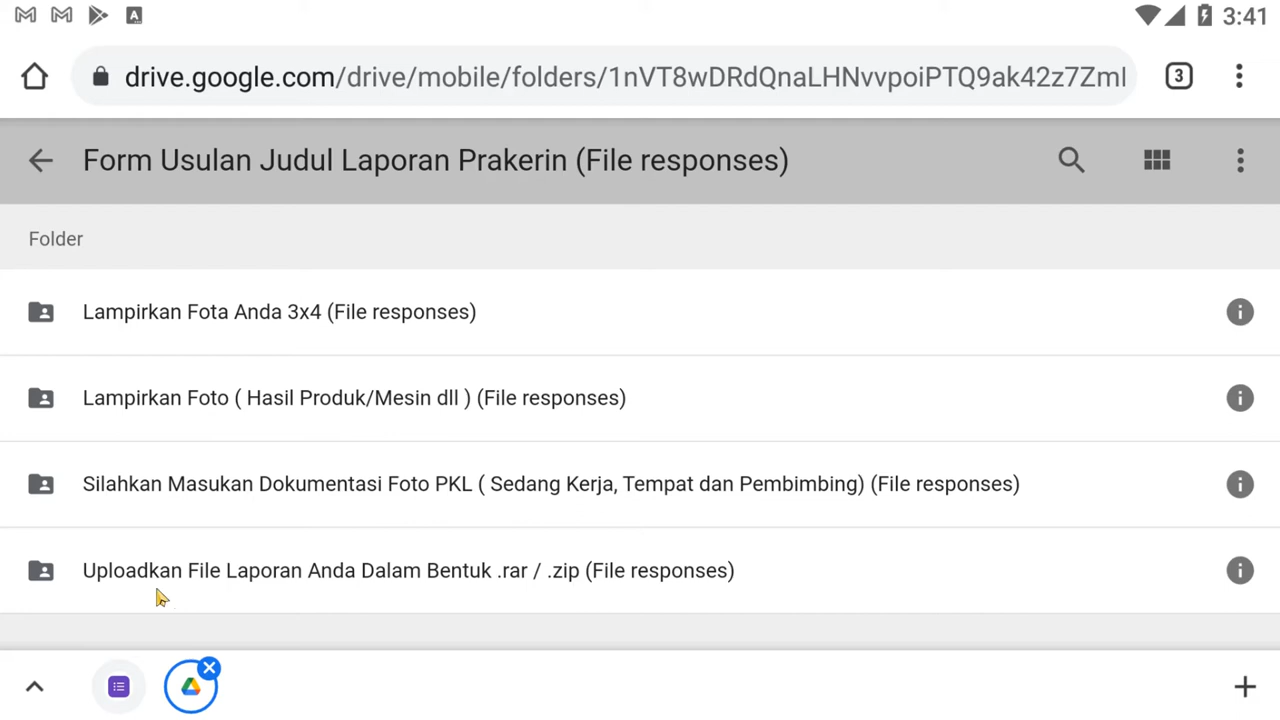 3:41
drive.google.com/drive/mobile/folders/1nVT8wDRdQnaLHNvvpoiPTQ9ak42z7Zml
3
Form Usulan Judul Laporan Prakerin (File responses)
Folder
Lampirkan Fota Anda 3x4 (File responses)
Lampirkan Foto ( Hasil Produk/Mesin dll ) (File responses)
Silahkan Masukan Dokumentasi Foto PKL ( Sedang Kerja, Tempat dan Pembimbing) (File responses)
Uploadkan File Laporan Anda Dalam Bentuk .rar / .zip (File responses)